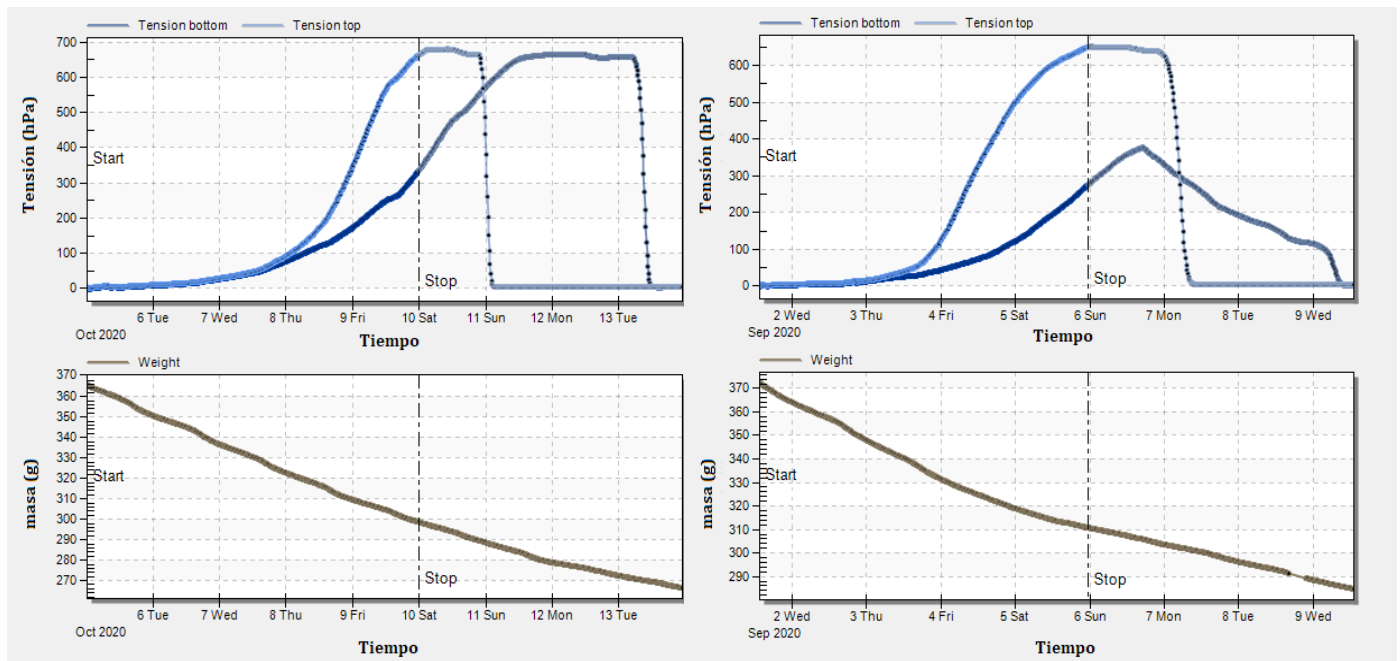 Tension bottom Tension top
700
600
500
400
300
200
100
0
Tensión (hPa)
Start
Stop
6 Tue 7 Wed 8 Thu 9 Fri 10 Sat 11 Sun 12 Mon 13 Tue
Oct 2020
Tiempo
Tension bottom Tension top
600
500
400
300
200
100
0
Tensión (hPa)
Start
Stop
2 Wed 3 Thu 4 Fri 5 Sat 6 Sun 7 Mon 8 Tue 9 Wed
Sep 2020
Tiempo
Weight
370
360
350
340
330
320
310
300
290
280
270
masa (g)
Start
Stop
6 Tue 7 Wed 8 Thu 9 Fri 10 Sat 11 Sun 12 Mon 13 Tue
Oct 2020
Tiempo
Weight
370
360
350
340
330
320
310
300
290
masa (g)
Start
Stop
2 Wed 3 Thu 4 Fri 5 Sat 6 Sun 7 Mon 8 Tue 9 Wed
Sep 2020
Tiempo